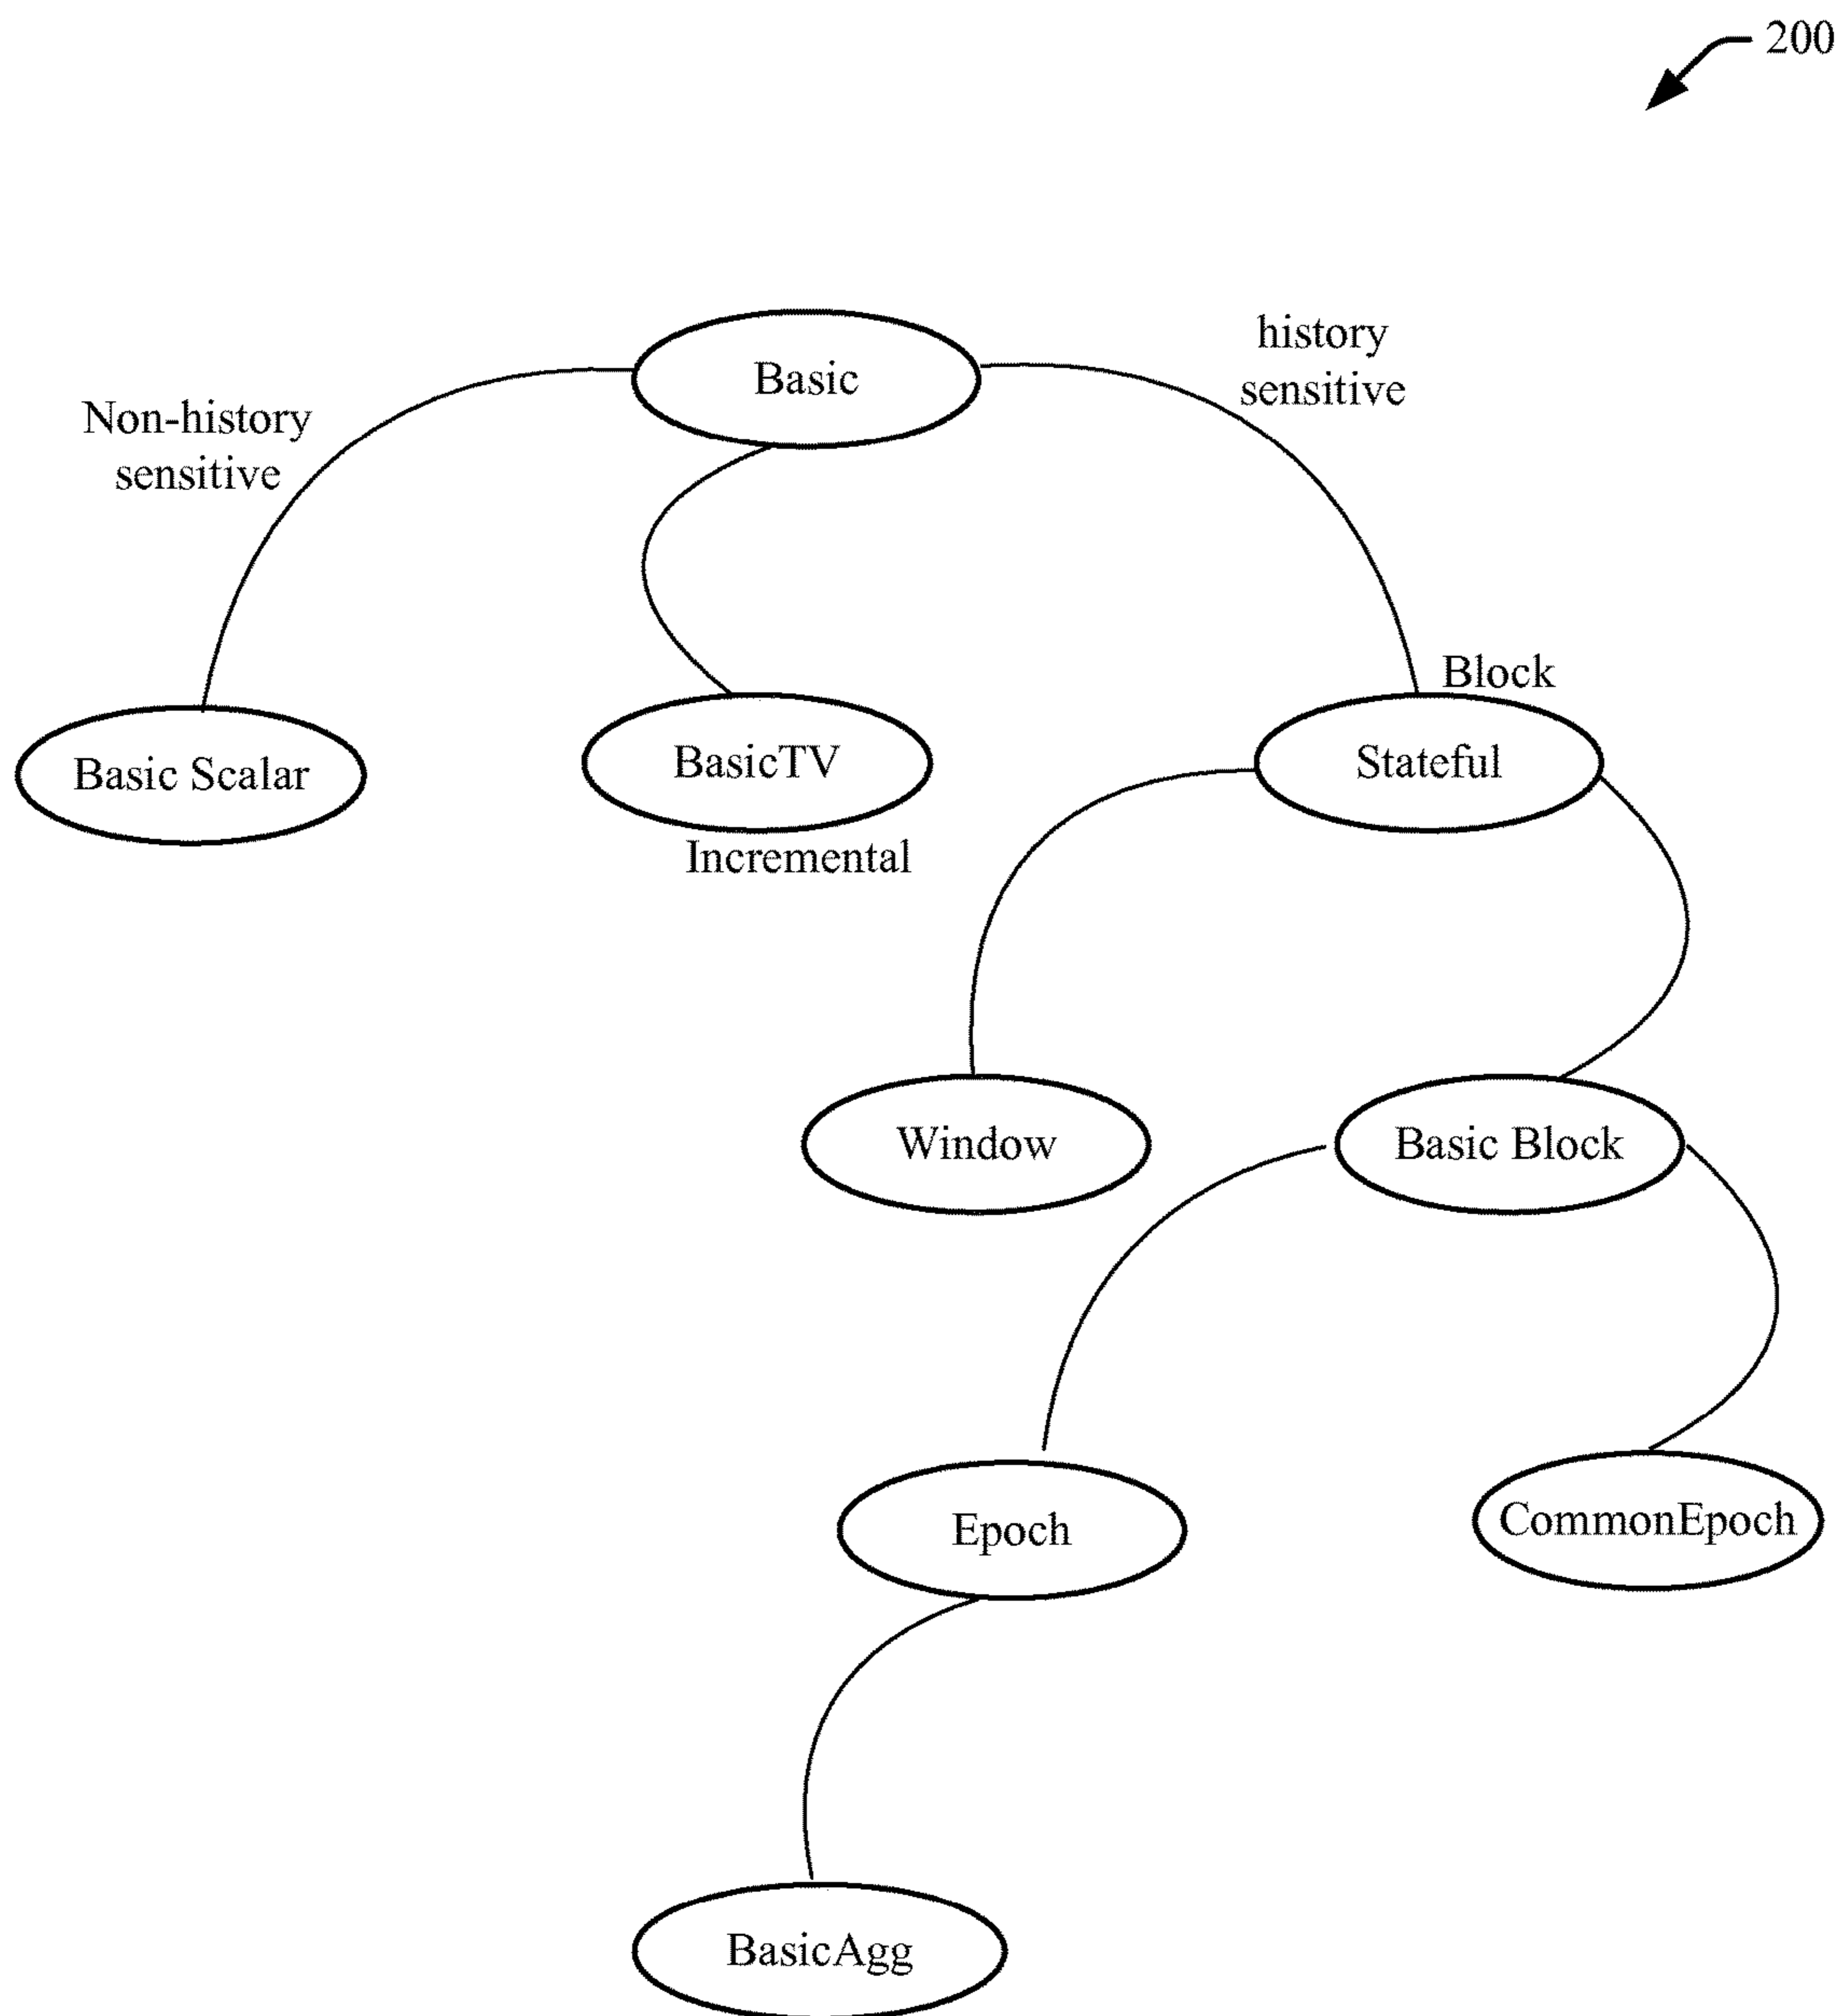 200
Basic
history
sensitive
Non-history
sensitive
Block
Basic Scalar
BasicTV
Stateful
Incremental
Window
Basic Block
Epoch
CommonEpoch
BasicAgg